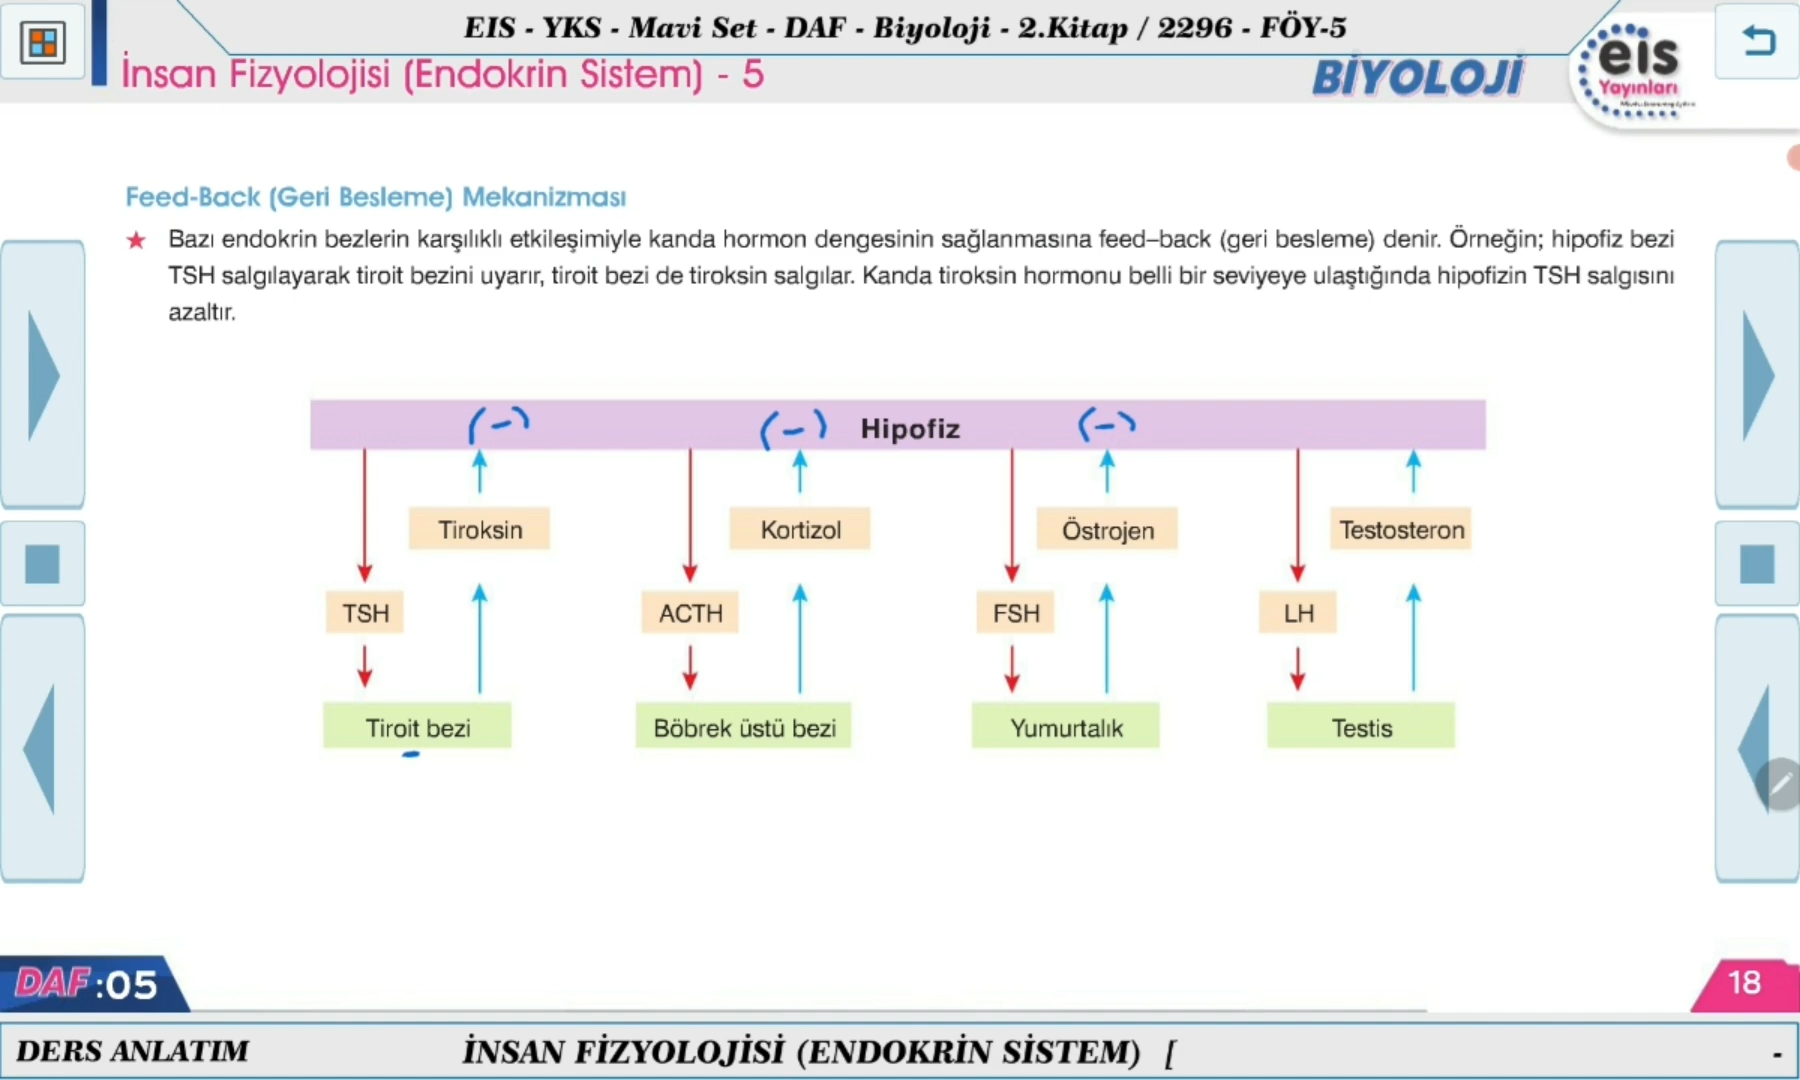 EIS - YKS - Mavi Set - DAF - Biyoloji - 2.Kitap / 2296 - FÖY-5
İnsan Fizyolojisi (Endokrin Sistem) - 5
BİYOLOJİ
eis
Yayınları
Feed-Back (Geri Besleme) Mekanizması
★ Bazı endokrin bezlerin karşılıklı etkileşimiyle kanda hormon dengesinin sağlanmasına feed–back (geri besleme) denir. Örneğin; hipofiz bezi
TSH salgılayarak tiroit bezini uyarır, tiroit bezi de tiroksin salgılar. Kanda tiroksin hormonu belli bir seviyeye ulaştığında hipofizin TSH salgısını
azaltır.
(-) (-) Hipofiz (-)
Tiroksin Kortizol Östrojen Testosteron
TSH ACTH FSH LH
Tiroit bezi Böbrek üstü bezi Yumurtalık Testis
DAF :05
18
DERS ANLATIM İNSAN FİZYOLOJİSİ (ENDOKRİN SİSTEM) [ -